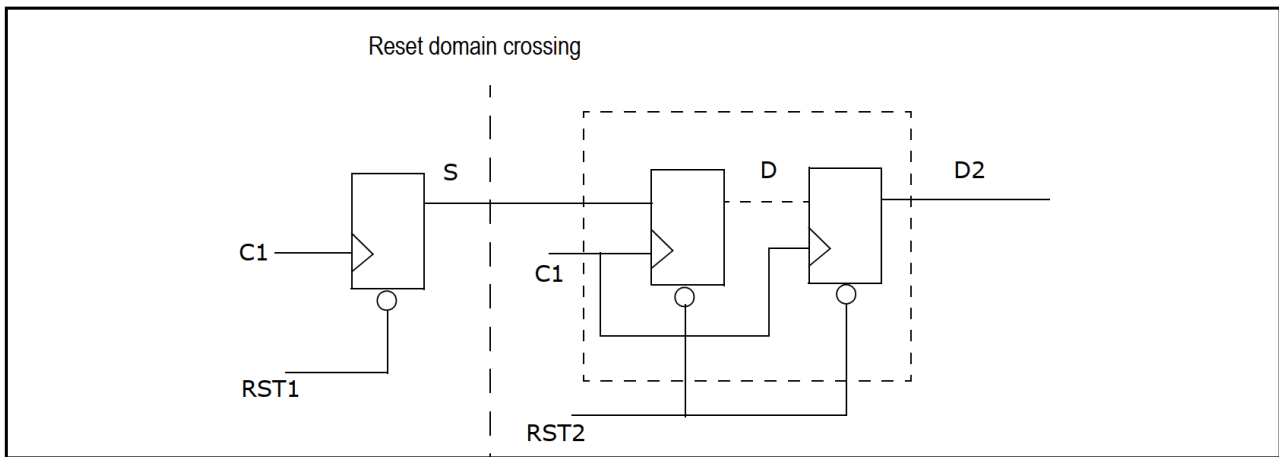 Reset domain crossing
S
D
D2
C1
C1
RST1
RST2